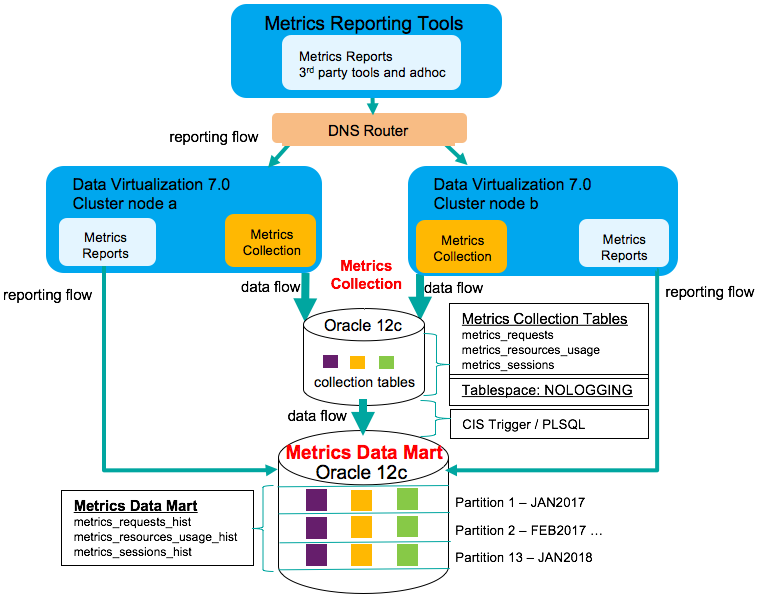 Metrics Reporting Tools
Metrics Reports
3rd party tools and adhoc
DNS Router
reporting flow
Data Virtualization 7.0
Cluster node a
Metrics
Reports
Metrics
Collection
Data Virtualization 7.0
Cluster node b
Metrics
Collection
Metrics
Reports
Metrics
Collection
reporting flow
data flow
data flow
reporting flow
Oracle 12c
collection tables
Metrics Collection Tables
metrics_requests
metrics_resources_usage
metrics_sessions
Tablespace: NOLOGGING
data flow
CIS Trigger / PLSQL
Metrics Data Mart
Oracle 12c
Metrics Data Mart
metrics_requests_hist
metrics_resources_usage_hist
metrics_sessions_hist
Partition 1 – JAN2017
Partition 2 – FEB2017 ...
Partition 13 – JAN2018